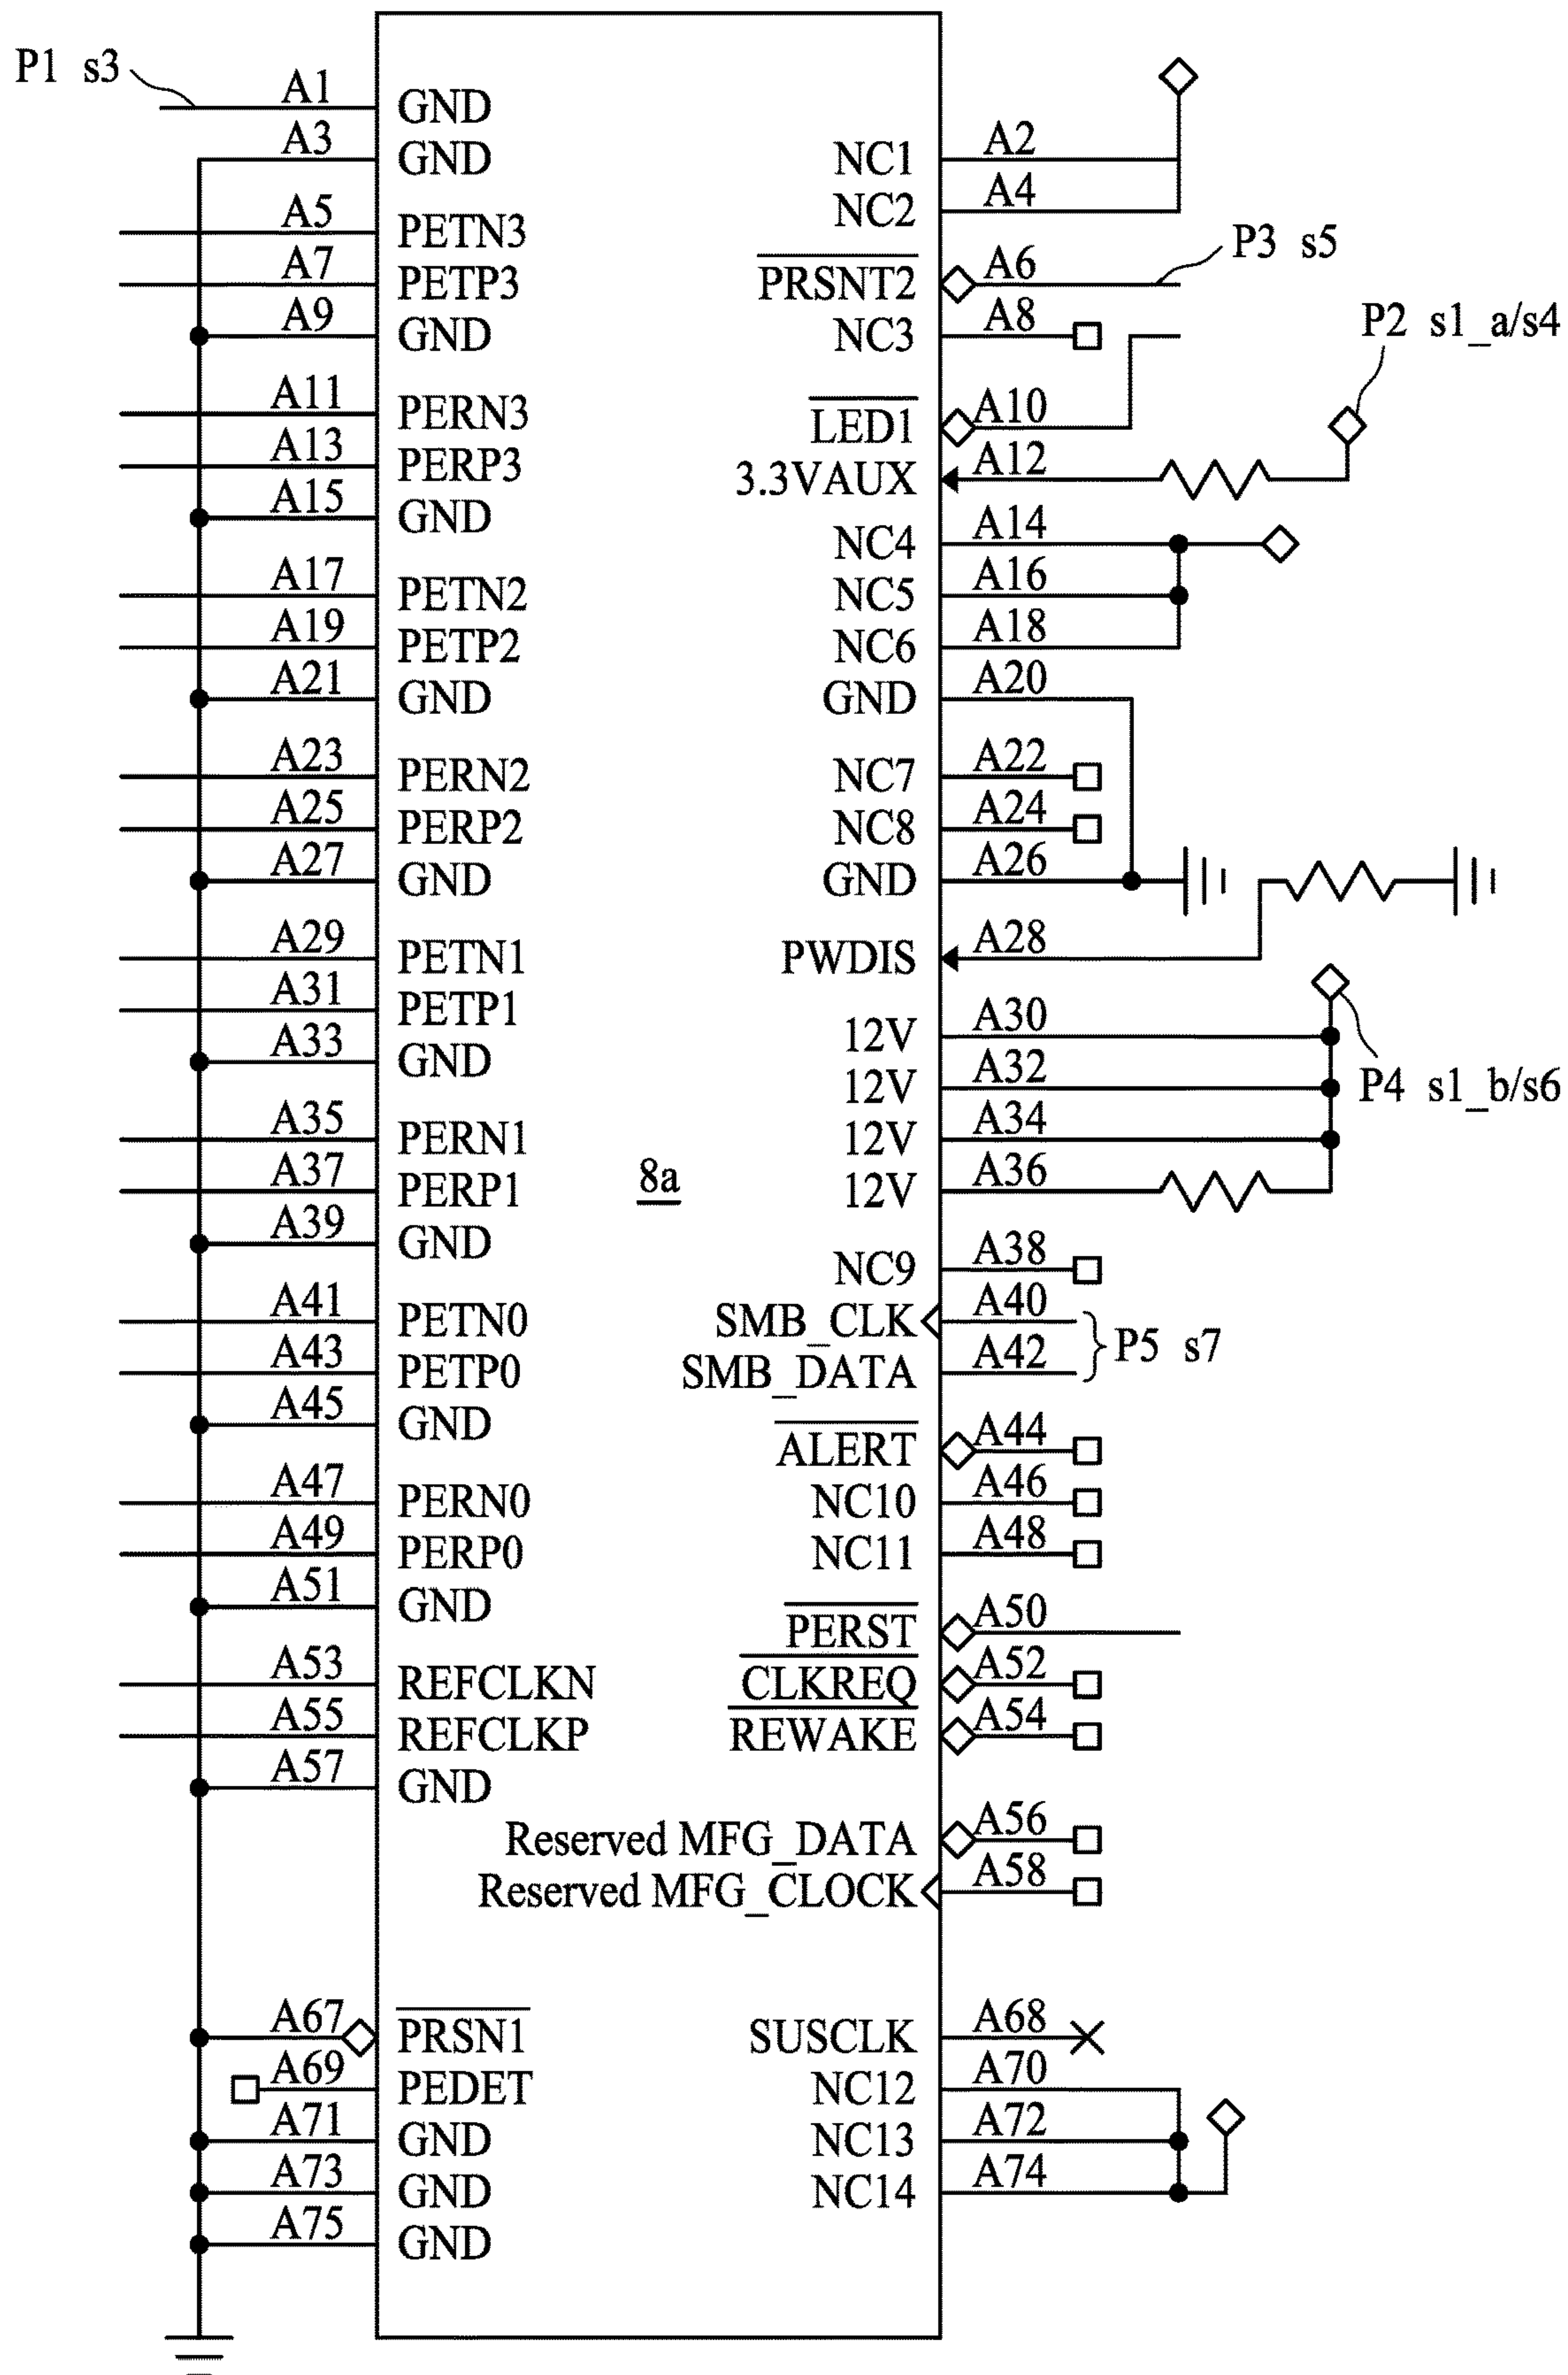 P1 s3
A1 GND
A3 GND
A5 PETN3
A7 PETP3
A9 GND
A11 PERN3
A13 PERP3
A15 GND
A17 PETN2
A19 PETP2
A21 GND
A23 PERN2
A25 PERP2
A27 GND
A29 PETN1
A31 PETP1
A33 GND
A35 PERN1
A37 PERP1
A39 GND
A41 PETN0
A43 PETP0
A45 GND
A47 PERN0
A49 PERP0
A51 GND
A53 REFCLKN
A55 REFCLKP
A57 GND
A67 PRSN1
A69 PEDET
A71 GND
A73 GND
A75 GND
8a
NC1 A2
NC2 A4
PRSNT2 A6
P3 s5
NC3 A8
LED1 A10
3.3VAUX A12
P2 s1_a/s4
NC4 A14
NC5 A16
NC6 A18
GND A20
NC7 A22
NC8 A24
GND A26
PWDIS A28
12V A30
12V A32
12V A34
12V A36
P4 s1_b/s6
NC9 A38
SMB_CLK A40
SMB_DATA A42
P5 s7
ALERT A44
NC10 A46
NC11 A48
PERST A50
CLKREQ A52
REWAKE A54
Reserved MFG_DATA A56
Reserved MFG_CLOCK A58
SUSCLK A68
NC12 A70
NC13 A72
NC14 A74